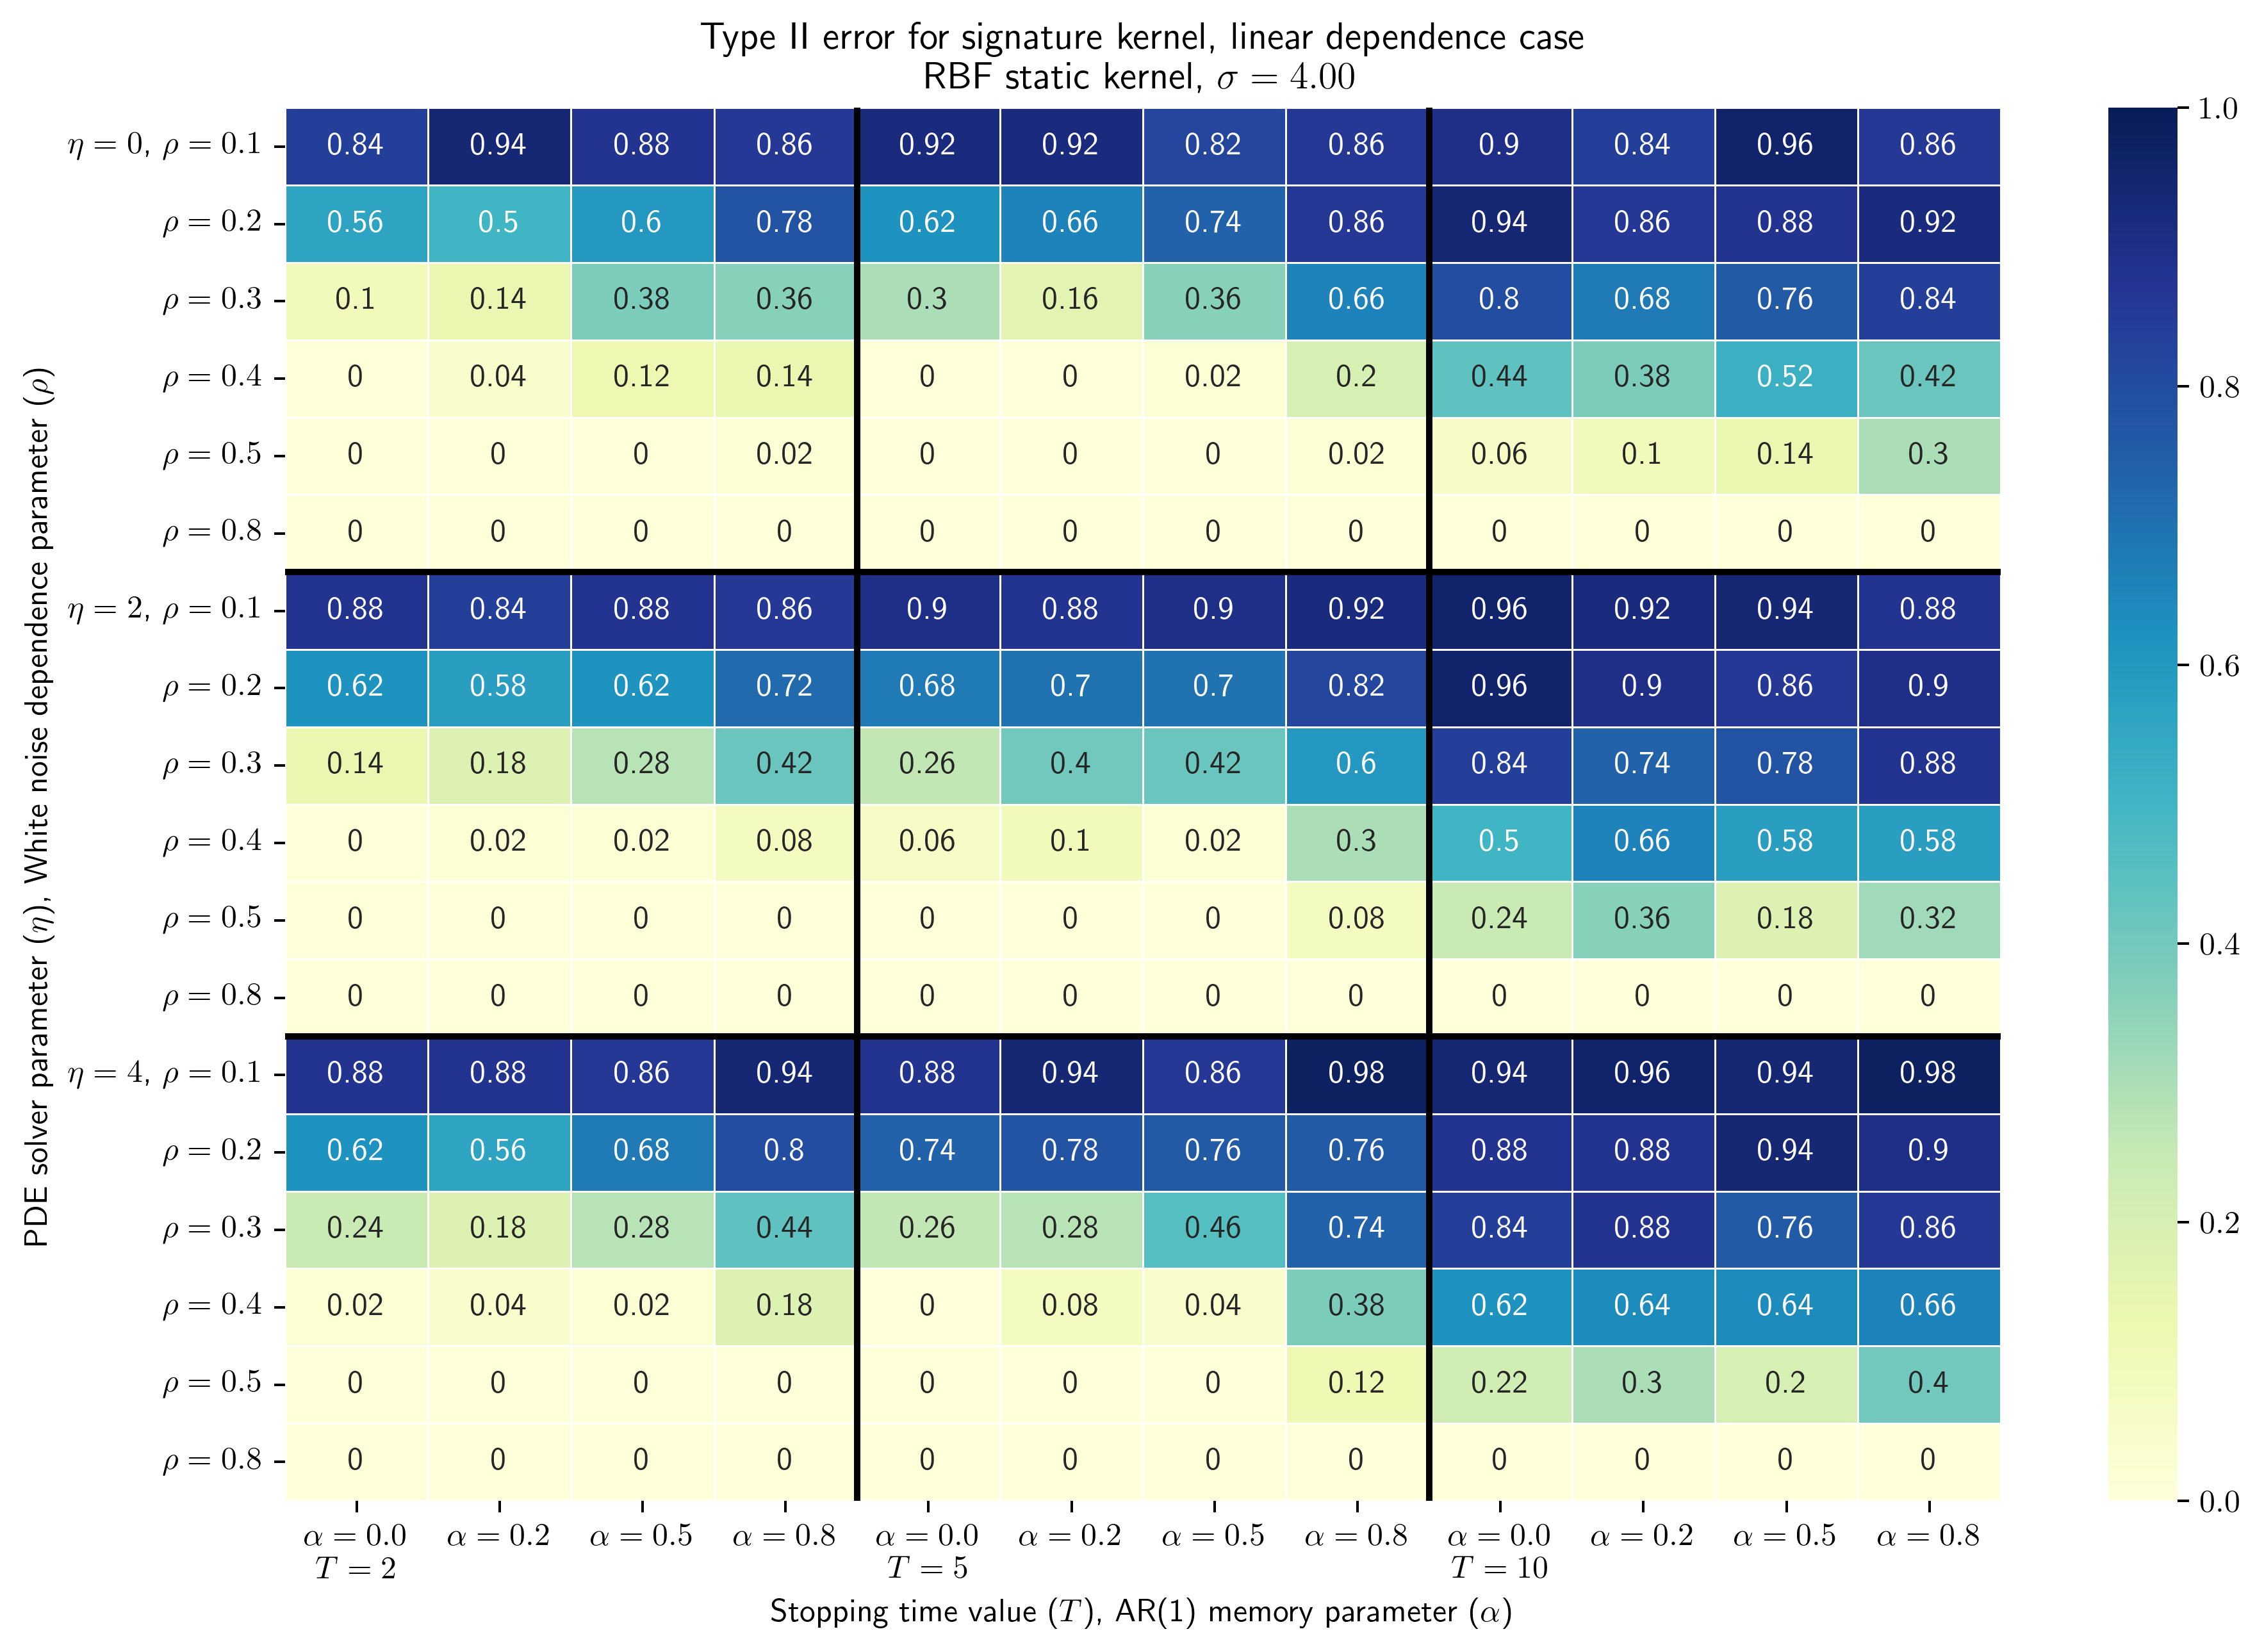 Type II error for signature kernel, linear dependence case
RBF static kernel, σ = 4.00
PDE solver parameter (η), White noise dependence parameter (ρ)
η = 0, ρ = 0.1 0.84 0.94 0.88 0.86 0.92 0.92 0.82 0.86 0.9 0.84 0.96 0.86
ρ = 0.2 0.56 0.5 0.6 0.78 0.62 0.66 0.74 0.86 0.94 0.86 0.88 0.92
ρ = 0.3 0.1 0.14 0.38 0.36 0.3 0.16 0.36 0.66 0.8 0.68 0.76 0.84
ρ = 0.4 0 0.04 0.12 0.14 0 0 0.02 0.2 0.44 0.38 0.52 0.42
ρ = 0.5 0 0 0 0.02 0 0 0 0.02 0.06 0.1 0.14 0.3
ρ = 0.8 0 0 0 0 0 0 0 0 0 0 0 0
η = 2, ρ = 0.1 0.88 0.84 0.88 0.86 0.9 0.88 0.9 0.92 0.96 0.92 0.94 0.88
ρ = 0.2 0.62 0.58 0.62 0.72 0.68 0.7 0.7 0.82 0.96 0.9 0.86 0.9
ρ = 0.3 0.14 0.18 0.28 0.42 0.26 0.4 0.42 0.6 0.84 0.74 0.78 0.88
ρ = 0.4 0 0.02 0.02 0.08 0.06 0.1 0.02 0.3 0.5 0.66 0.58 0.58
ρ = 0.5 0 0 0 0 0 0 0 0.08 0.24 0.36 0.18 0.32
ρ = 0.8 0 0 0 0 0 0 0 0 0 0 0 0
η = 4, ρ = 0.1 0.88 0.88 0.86 0.94 0.88 0.94 0.86 0.98 0.94 0.96 0.94 0.98
ρ = 0.2 0.62 0.56 0.68 0.8 0.74 0.78 0.76 0.76 0.88 0.88 0.94 0.9
ρ = 0.3 0.24 0.18 0.28 0.44 0.26 0.28 0.46 0.74 0.84 0.88 0.76 0.86
ρ = 0.4 0.02 0.04 0.02 0.18 0 0.08 0.04 0.38 0.62 0.64 0.64 0.66
ρ = 0.5 0 0 0 0 0 0 0 0.12 0.22 0.3 0.2 0.4
ρ = 0.8 0 0 0 0 0 0 0 0 0 0 0 0
α = 0.0 α = 0.2 α = 0.5 α = 0.8 α = 0.0 α = 0.2 α = 0.5 α = 0.8 α = 0.0 α = 0.2 α = 0.5 α = 0.8
T = 2 T = 5 T = 10
Stopping time value (T), AR(1) memory parameter (α)
1.0
0.8
0.6
0.4
0.2
0.0